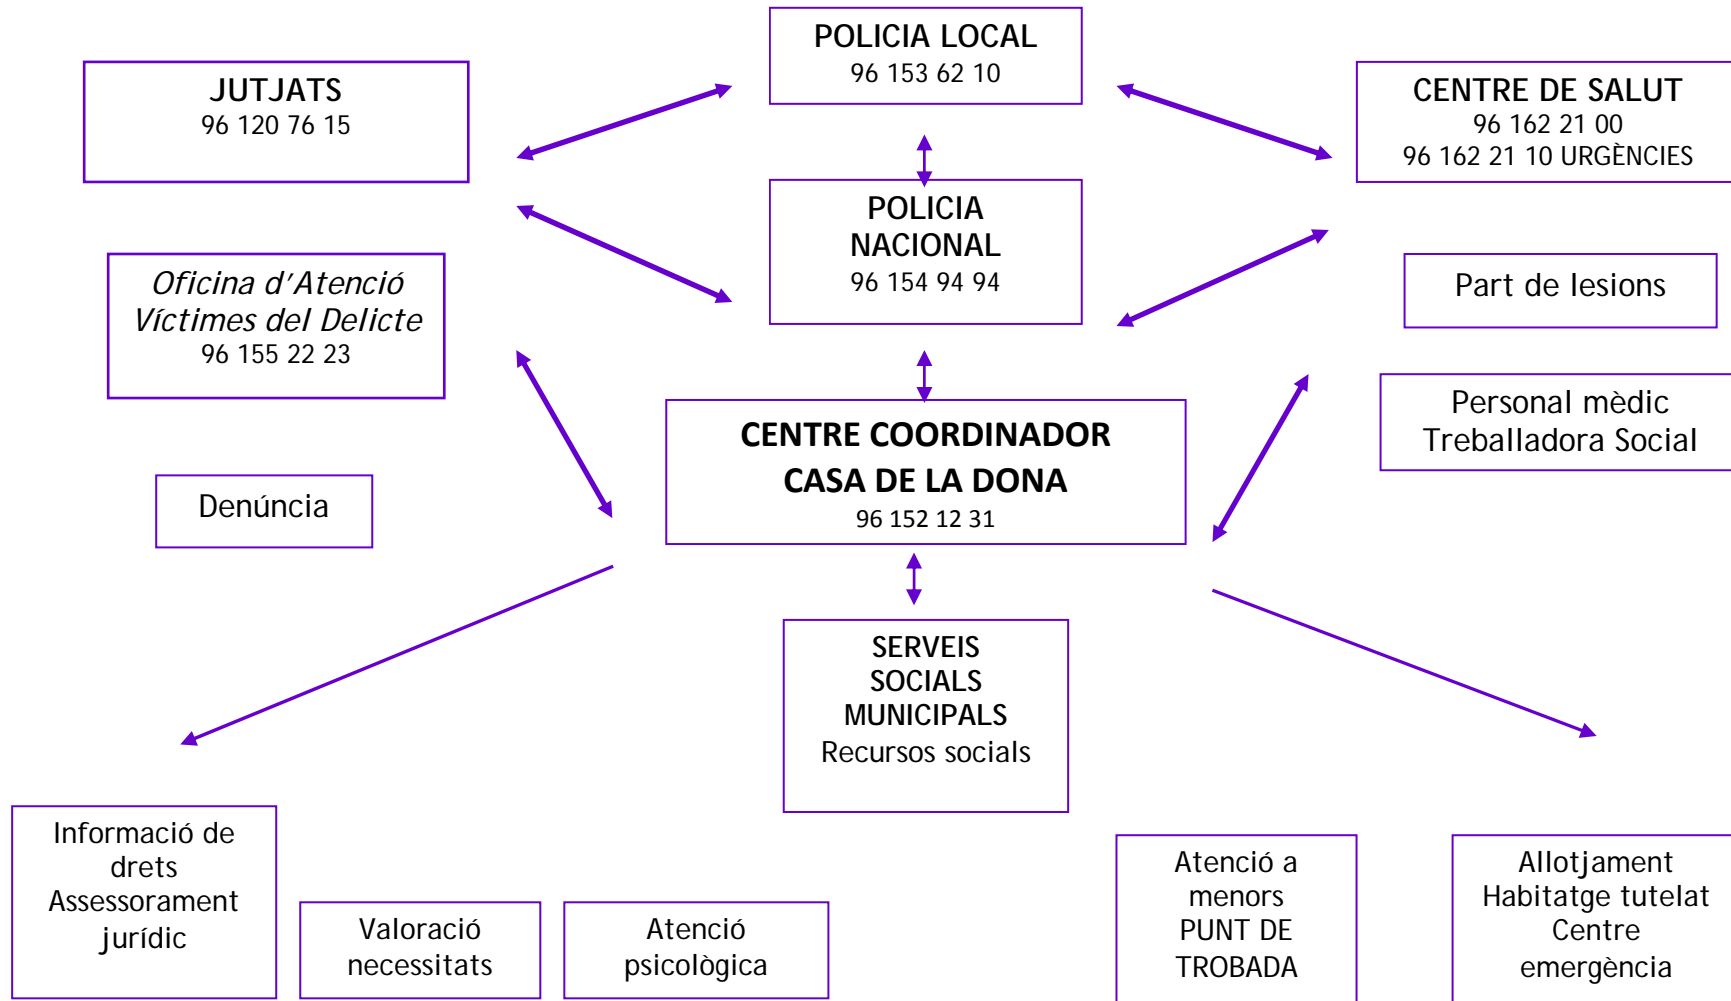 POLICIA LOCAL
96 153 62 10
JUTJATS
96 120 76 15
CENTRE DE SALUT
96 162 21 00
96 162 21 10 URGÈNCIES
POLICIA
NACIONAL
96 154 94 94
Oficina d'Atenció
Víctimes del Delicte
96 155 22 23
Part de lesions
Personal mèdic
Treballadora Social
CENTRE COORDINADOR
CASA DE LA DONA
96 152 12 31
Denúncia
SERVEIS
SOCIALS
MUNICIPALS
Recursos socials
Informació de
drets
Assessorament
jurídic
Valoració
necessitats
Atenció
psicològica
Atenció a
menors
PUNT DE
TROBADA
Allotjament
Habitatge tutelat
Centre
emergència